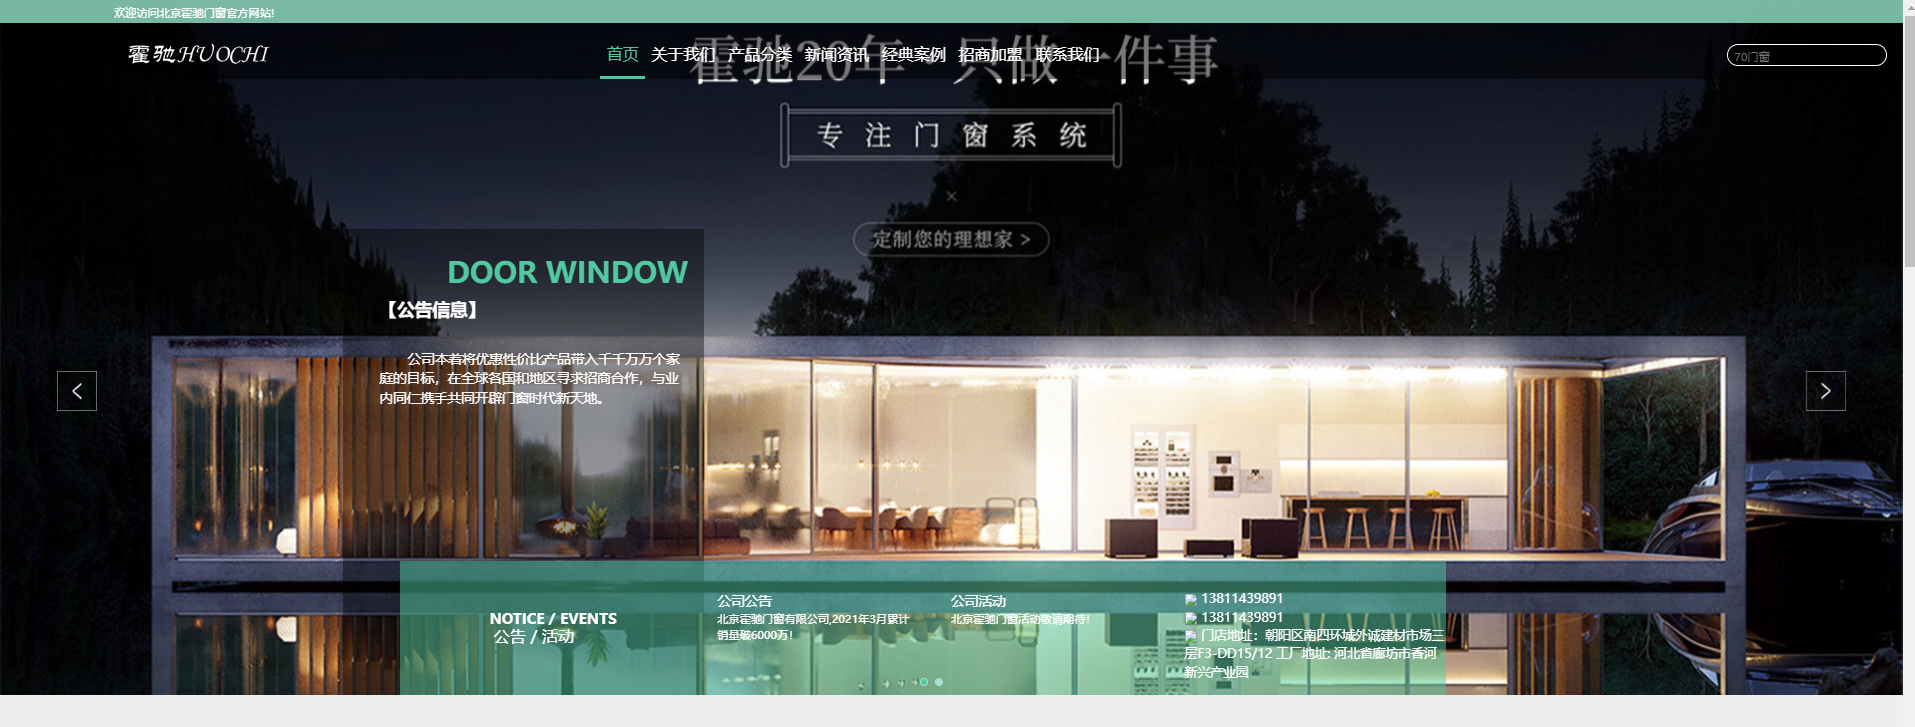 欢迎访问北京霍驰门窗官方网站!
霍驰HUOCHI
首页 关于我们 产品分类 新闻资讯 经典案例 招商加盟 联系我们
70门窗
霍驰20年·只做一件事
专注门窗系统
×
定制您的理想家 >
DOOR WINDOW
【公告信息】
公司本着将优惠性价比产品带入千千万万个家
庭的目标，在全球各国和地区寻求招商合作，与业
内同仁携手共同开辟门窗时代新天地。
NOTICE / EVENTS
公告 / 活动
公司公告
北京霍驰门窗有限公司,2021年3月累计
销量破6000万!
公司活动
北京霍驰门窗活动敬请期待!
13811439891
13811439891
门店地址：朝阳区南四环城外诚建材市场三
层F3-DD15/12 工厂地址: 河北省廊坊市香河
新兴产业园